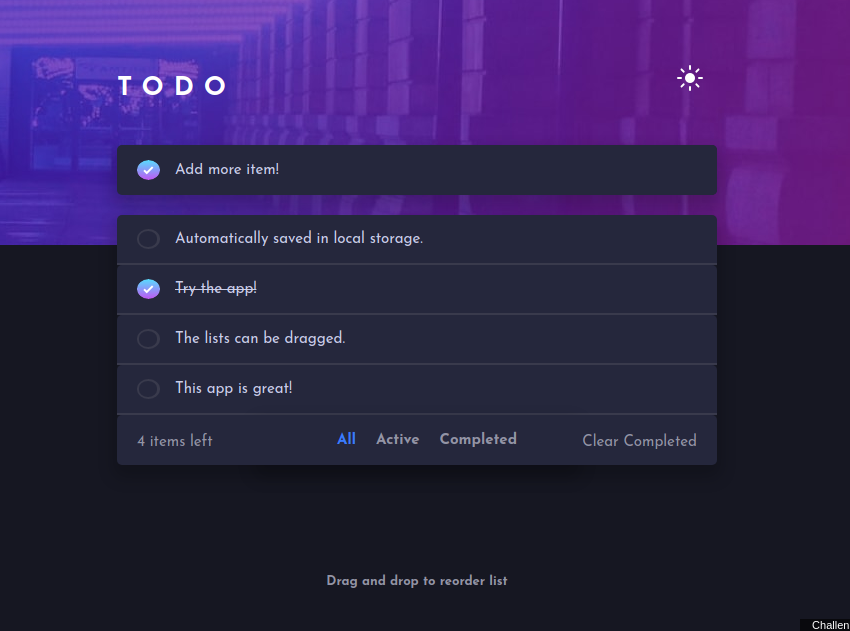 TODO
Add more item!
Automatically saved in local storage.
Try the app!
The lists can be dragged.
This app is great!
4 items left All Active Completed Clear Completed
Drag and drop to reorder list
Challen